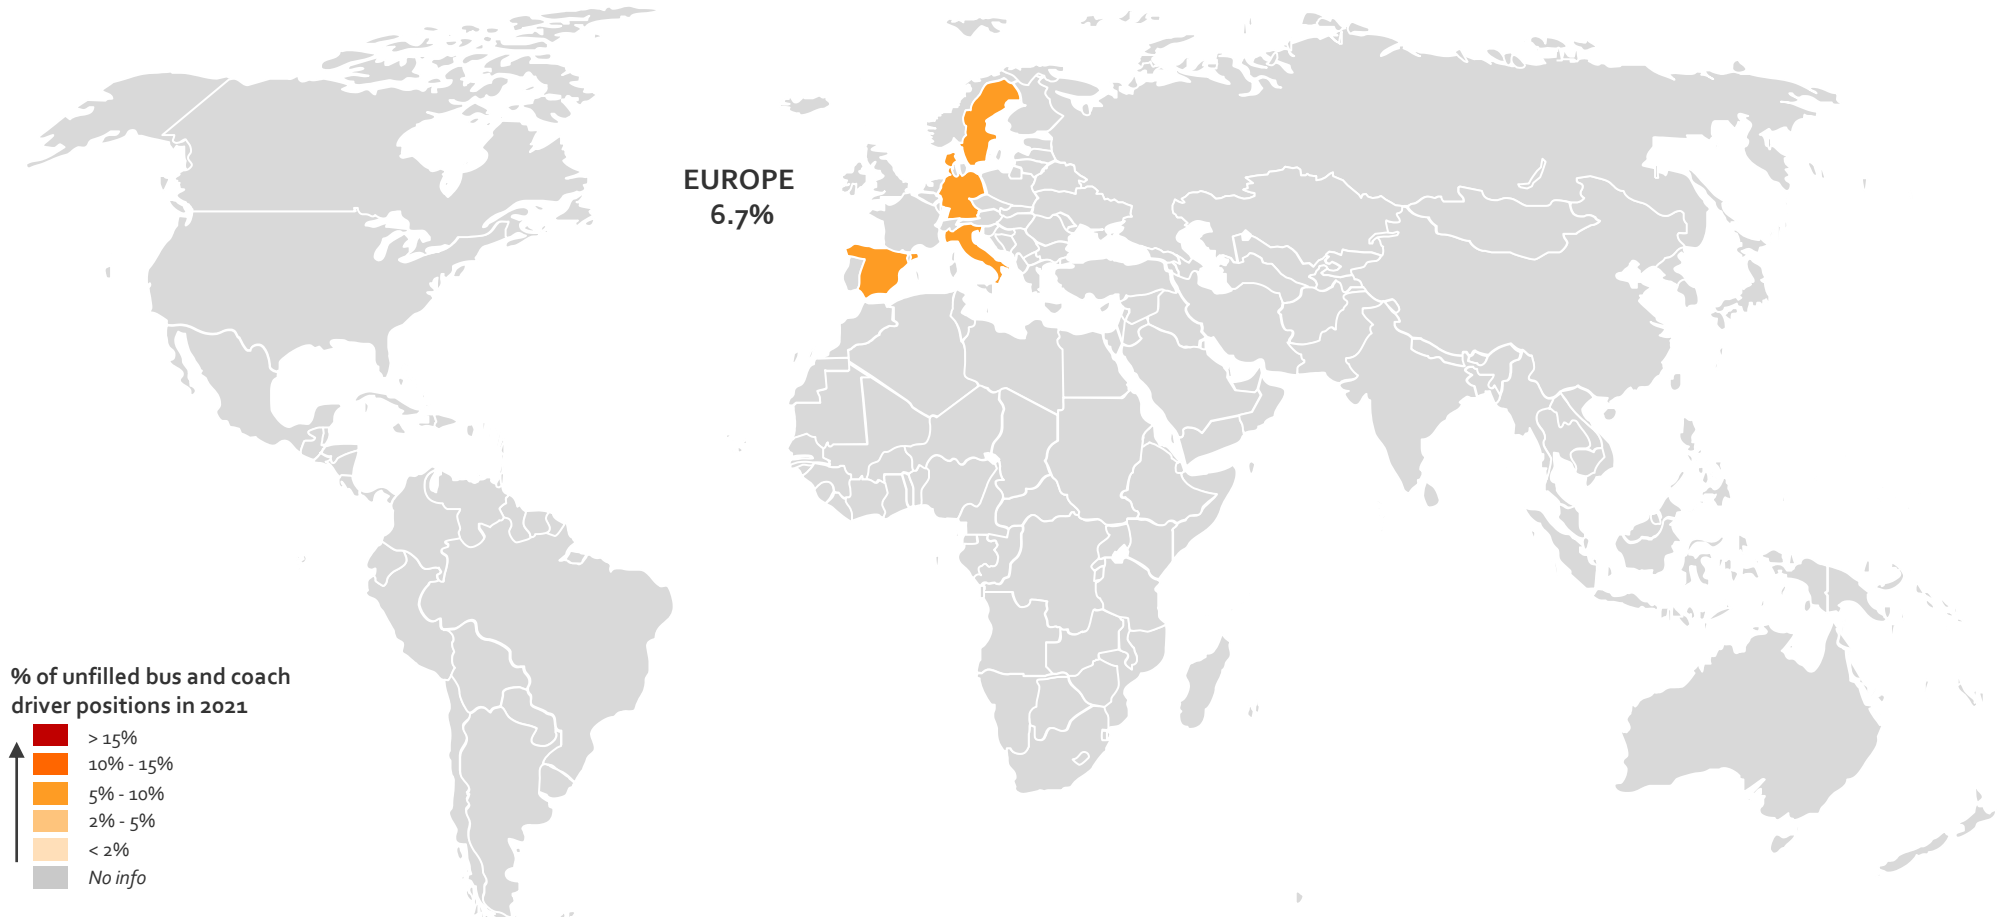 EUROPE
6.7%
% of unfilled bus and coach
driver positions in 2021
> 15%
10% - 15%
5% - 10%
2% - 5%
< 2%
No info